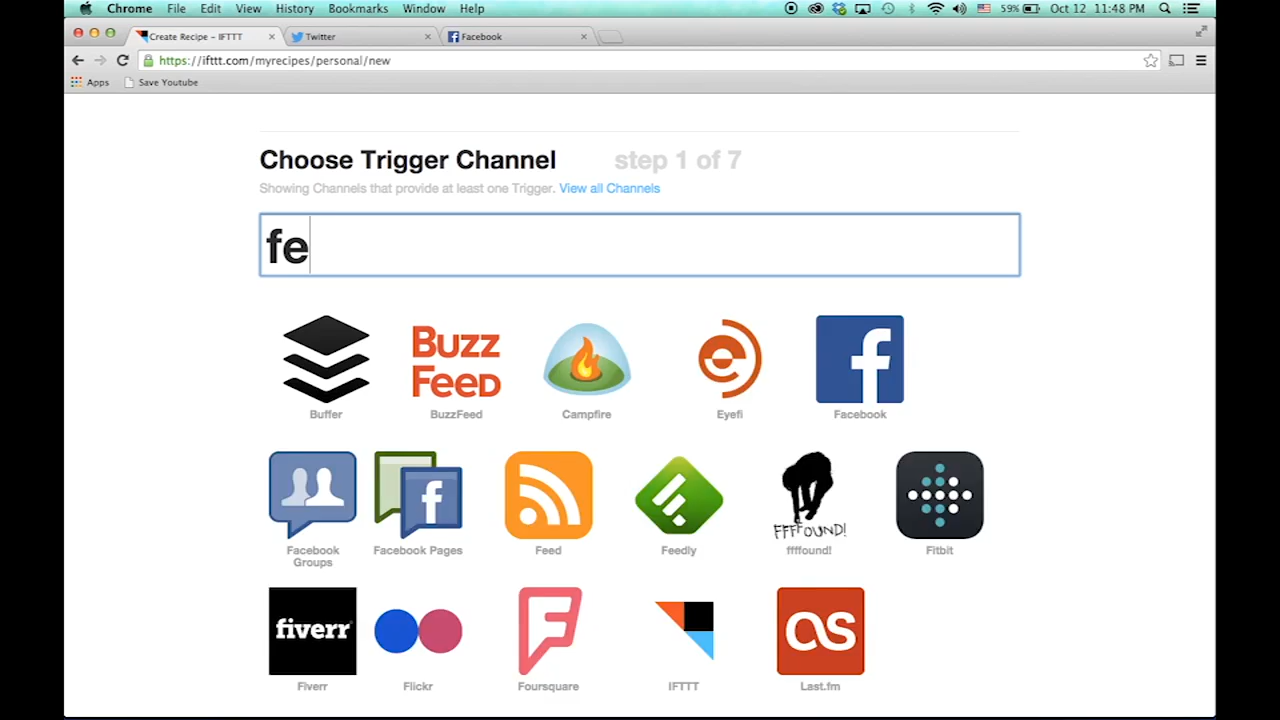 Chrome File Edit View History Bookmarks Window Help 59% Oct 12 11:48 PM
Create Recipe - IFTTT Twitter Facebook
https://ifttt.com/myrecipes/personal/new
Apps Save Youtube
Choose Trigger Channel step 1 of 7
Showing Channels that provide at least one Trigger. View all Channels
fe
Buzz
FEED
f
Buffer BuzzFeed Campfire Eyefi Facebook
f
FFFFOUND!
Facebook Groups Facebook Pages Feed Feedly ffffound! Fitbit
fiverr
Fiverr Flickr Foursquare IFTTT Last.fm